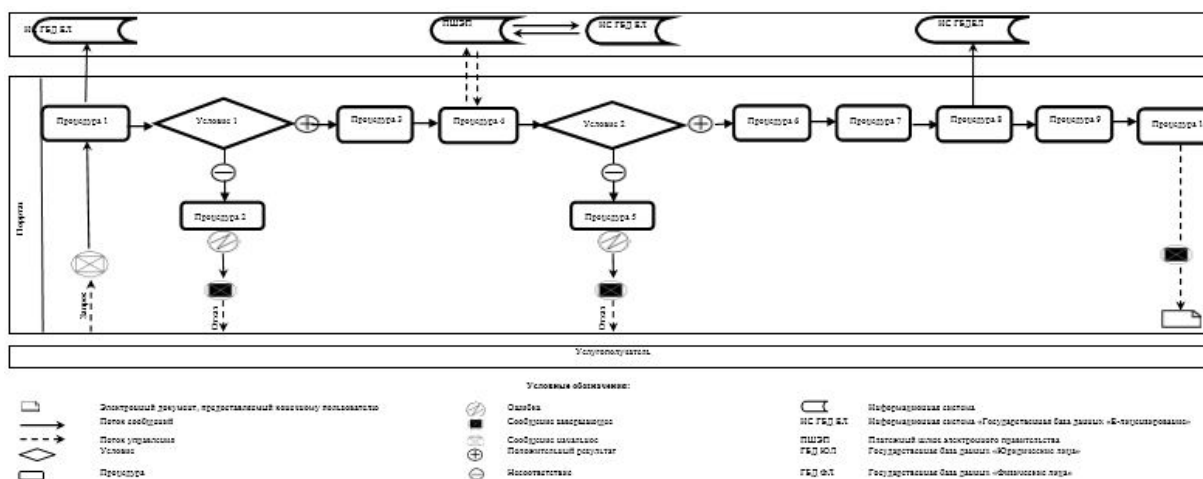 ИС ГБД ЕЛ
ПШЭП
ИС ГБД ЕЛ
ИС ГБДЕЛ
Процедура 1
Условие 1
Процедура 3
Процедура 4
Условие 2
Процедура 6
Процедура 7
Процедура 8
Процедура 9
Процедура 1
Процедура 2
Процедура 5
Портал
Запрос
Отказ
Отказ
Услугополучатель
Условные обозначения:
Электронный документ, предоставляемый конечному пользователю
Поток сообщений
Поток управления
Условие
Процедура
Ошибка
Сообщение завершающее
Сообщение начальное
Положительный результат
Несоответствие
Информационная система
ИС ГБД ЕЛ Информационная система «Государственная база данных «Е-лицензирование»
ПШЭП Платежный шлюз электронного правительства
ГБД ЮЛ Государственная база данных «Юридические лица»
ГБД ФЛ Государственная база данных «Физические лица»